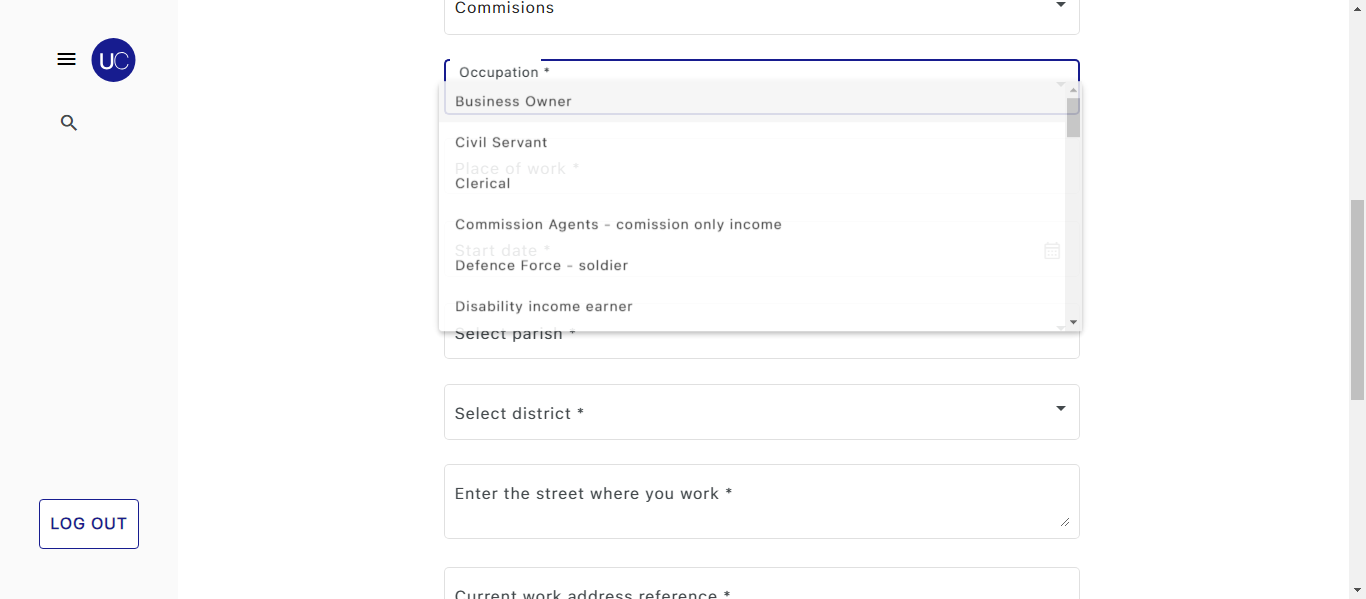 Commisions
UC
Occupation *
Business Owner
Civil Servant
Place of work *
Clerical
Commission Agents - comission only income
Start date *
Defence Force - soldier
Disability income earner
Select parish *
Select district *
Enter the street where you work *
LOG OUT
Current work address reference *